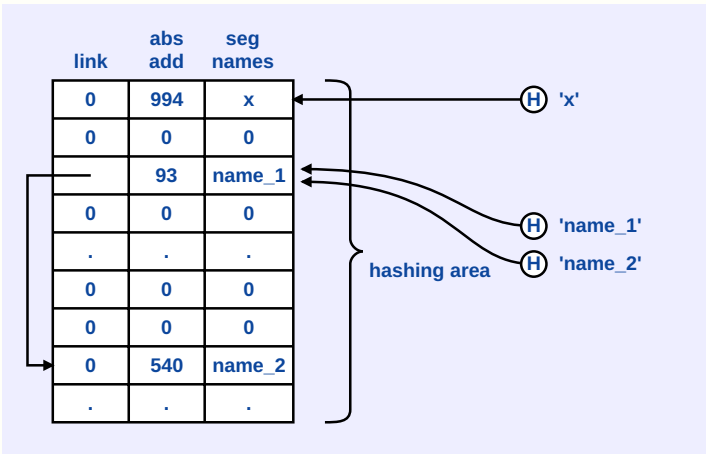 abs seg
link add names
0 994 x
0 0 0
93 name_1
0 0 0
. . .
0 0 0
0 0 0
0 540 name_2
. . .
hashing area
H 'x'
H 'name_1'
H 'name_2'